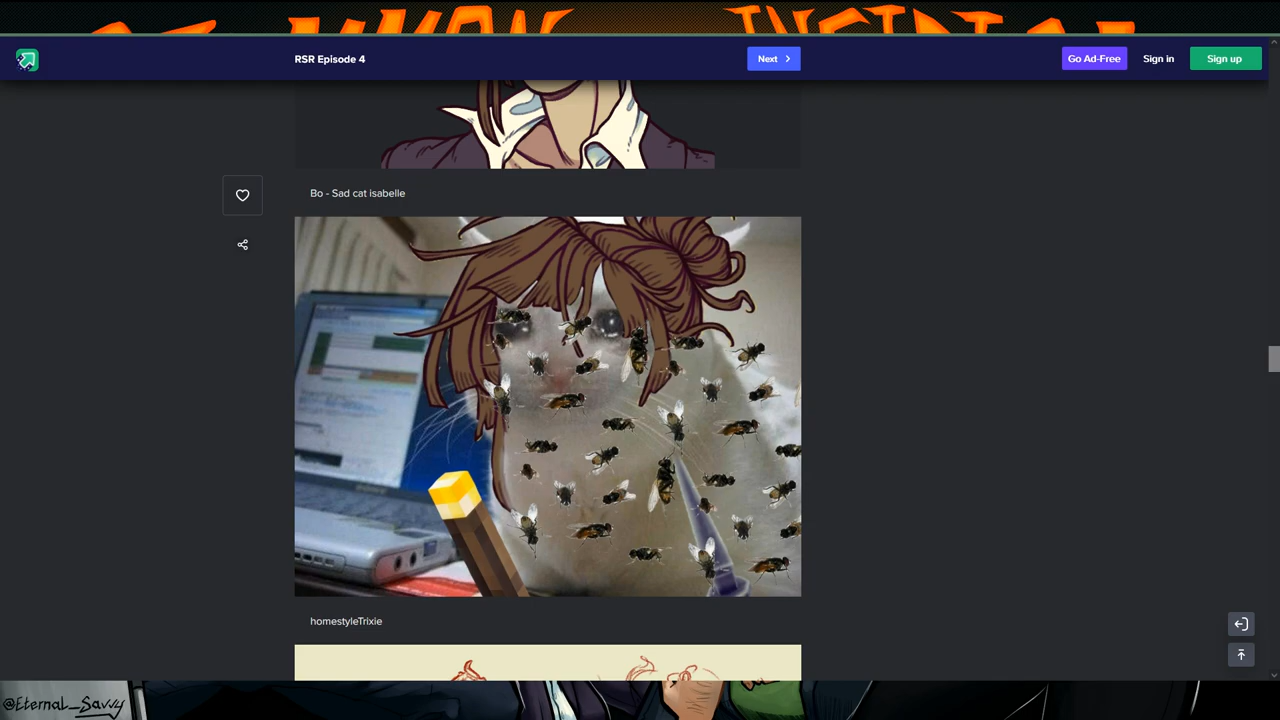 RSR Episode 4
Next
Go Ad-Free
Sign in
Sign up
Bo - Sad cat isabelle
homestyleTrixie
@Eternal_Savvy